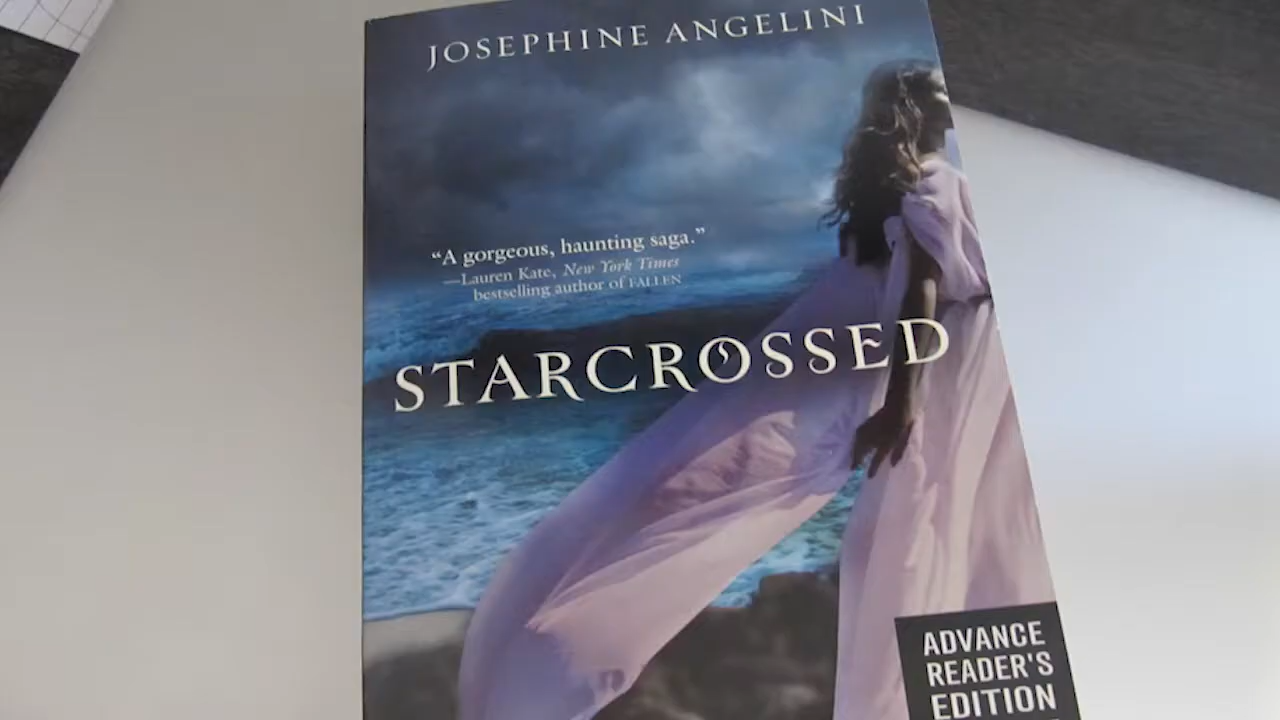 JOSEPHINE ANGELINI
“A gorgeous, haunting saga.”
—Lauren Kate, New York Times
bestselling author of FALLEN
STARCROSSED
ADVANCE
READER'S
EDITION